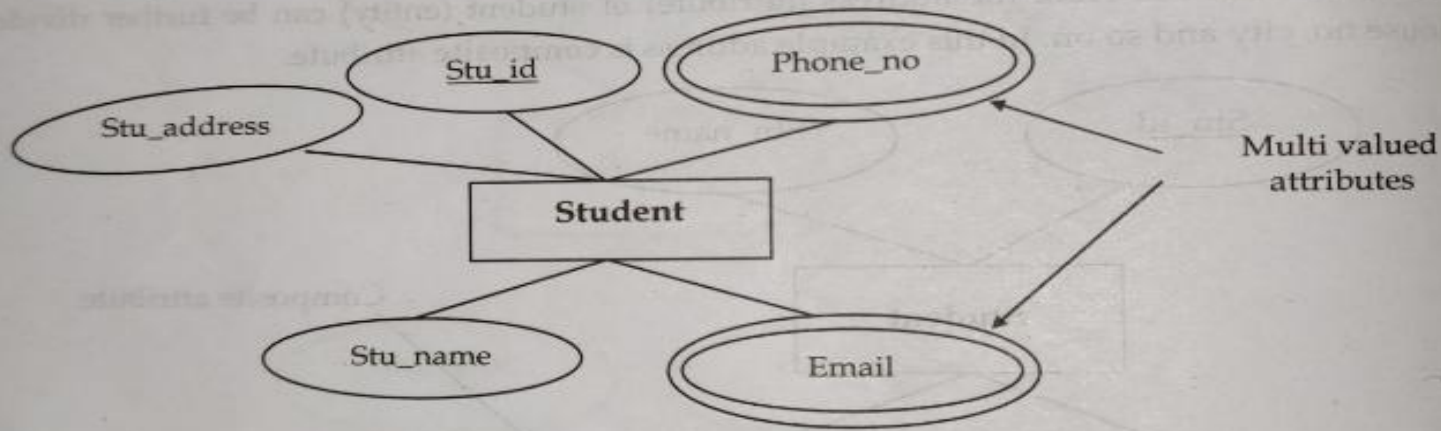 Stu_id
Phone_no
Stu_address
Multi valued
attributes
Student
Stu_name
Email